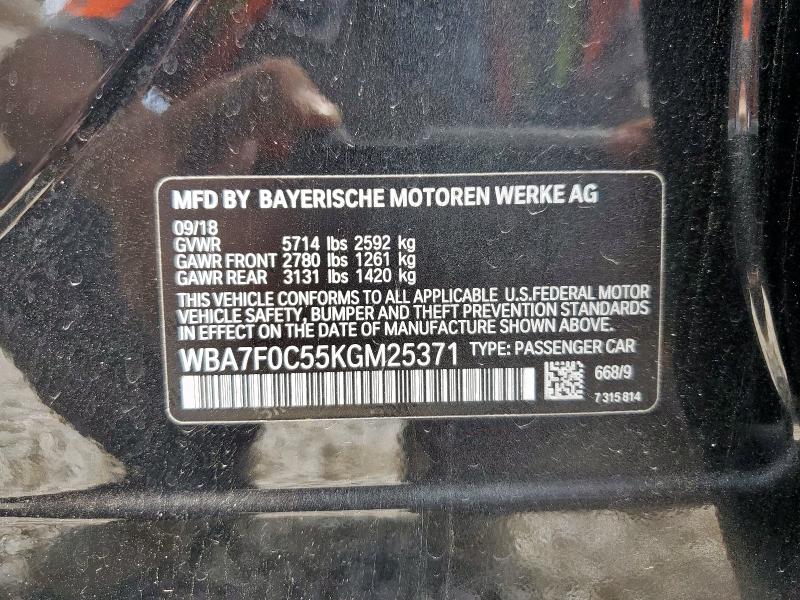 MFD BY BAYERISCHE MOTOREN WERKE AG
09/18
GVWR 5714 lbs 2592 kg
GAWR FRONT 2780 lbs 1261 kg
GAWR REAR 3131 lbs 1420 kg
THIS VEHICLE CONFORMS TO ALL APPLICABLE U.S.FEDERAL MOTOR
VEHICLE SAFETY, BUMPER AND THEFT PREVENTION STANDARDS
IN EFFECT ON THE DATE OF MANUFACTURE SHOWN ABOVE.
WBA7F0C55KGM25371 TYPE: PASSENGER CAR
668/9
7315814